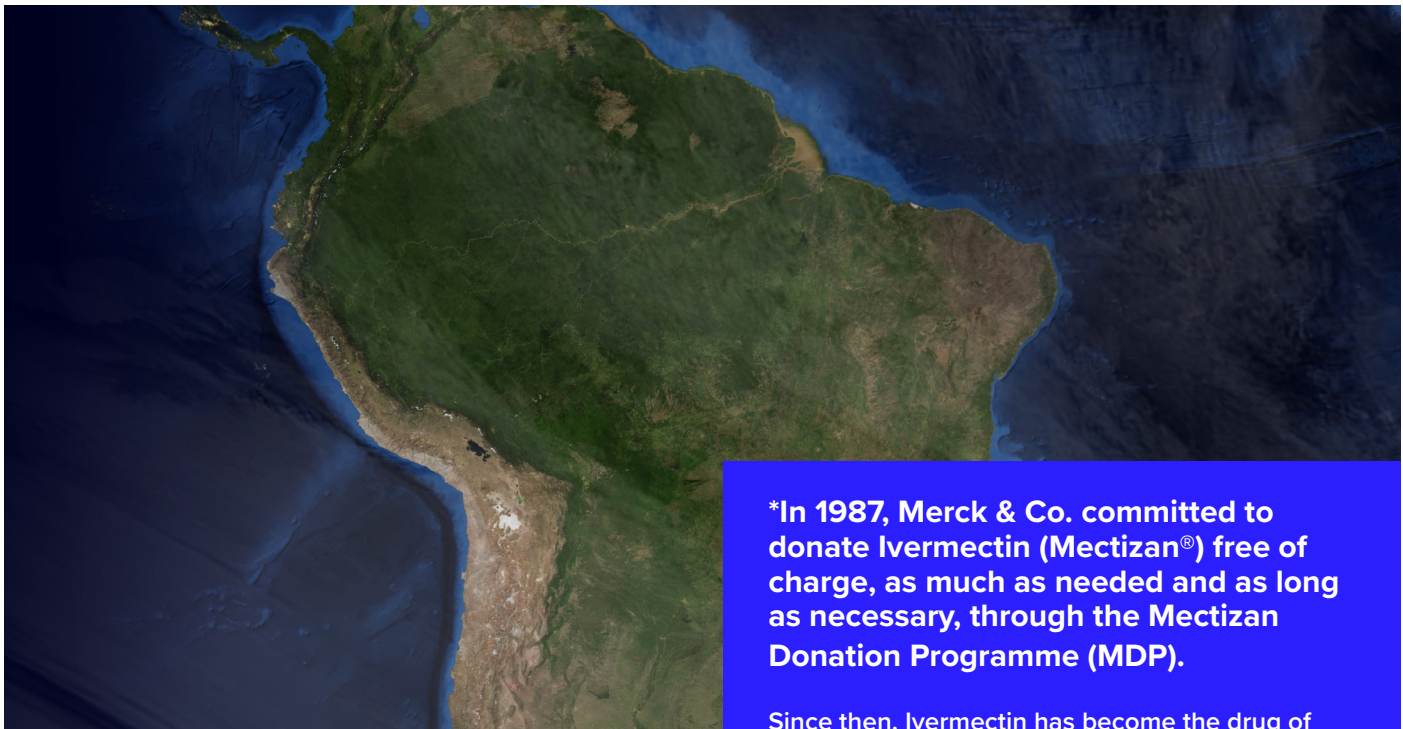 *In 1987, Merck & Co. committed to
donate Ivermectin (Mectizan®) free of
charge, as much as needed and as long
as necessary, through the Mectizan
Donation Programme (MDP).
Since then, Ivermectin has become the drug of